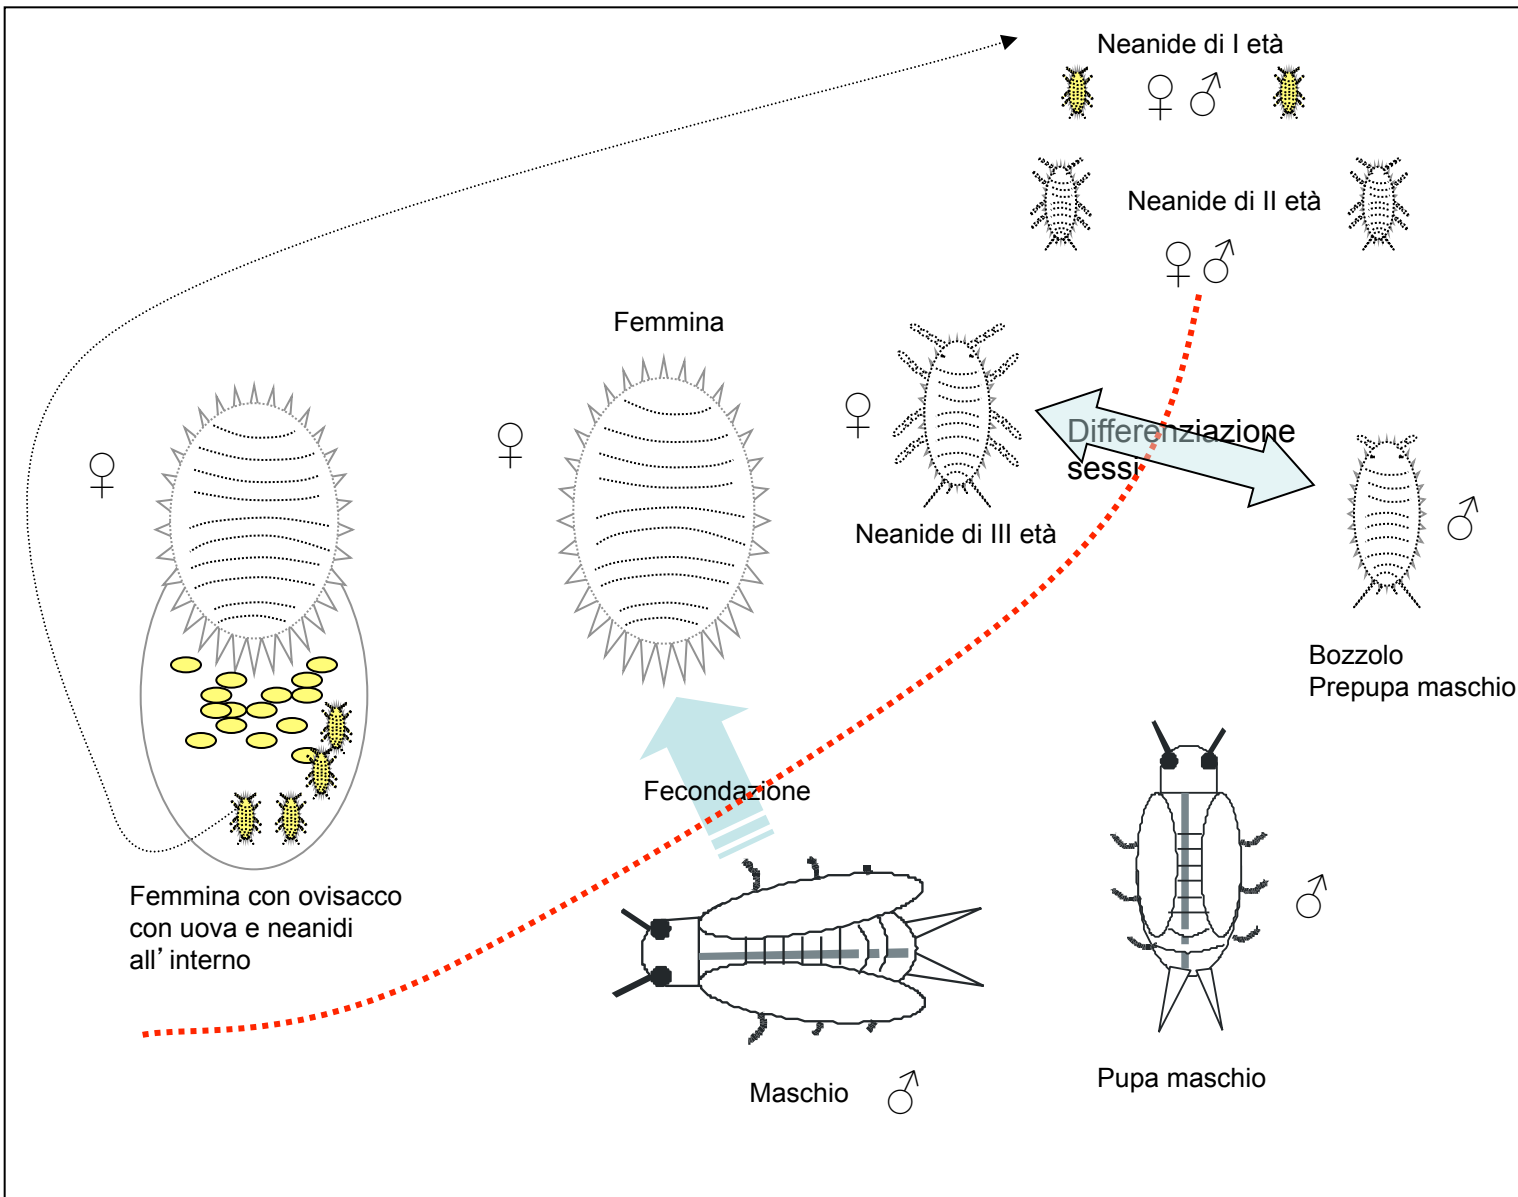 Neanide di I età
♀ ♂
Neanide di II età
♀ ♂
Femmina
♀
♀
♀
Differenziazione
sessi
Neanide di III età
♂
Bozzolo
Prepupa maschio
Fecondazione
Femmina con ovisacco
con uova e neanidi
all’ interno
♂
Pupa maschio
Maschio ♂